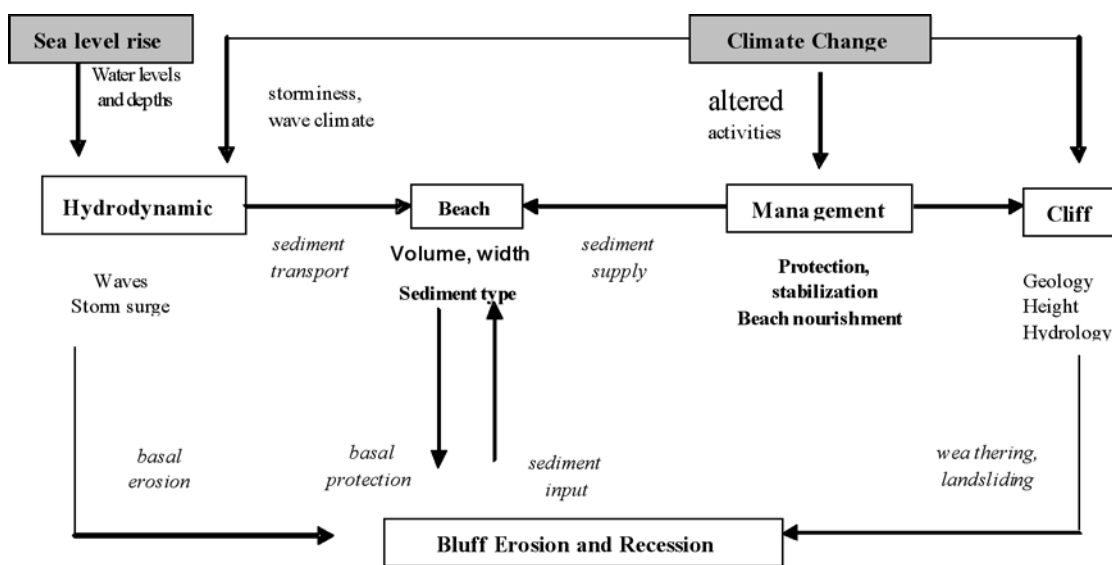 Sea level rise
Climate Change
Water levels
and depths
storminess,
wave climate
altered
activities
Hydrodynamic
Beach
Management
Cliff
sediment
transport
Volume, width
Sediment type
sediment
supply
Protection,
stabilization
Beach nourishment
Geology
Height
Hydrology
Waves
Storm surge
basal
erosion
basal
protection
sediment
input
wea thering,
landsliding
Bluff Erosion and Recession